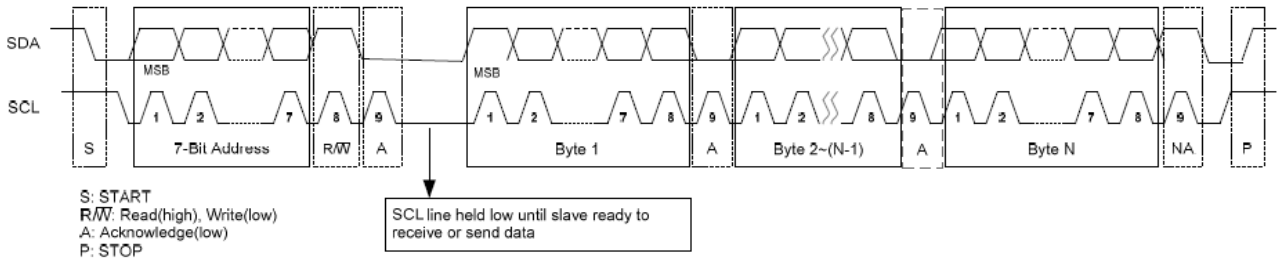 SDA
MSB
MSB
SCL
1 2 7 8 9 1 2 7 8 9 1 2 8 9 1 2 7 8 9
S 7-Bit Address R/W̅ A Byte 1 A Byte 2~(N-1) A Byte N NA P
S: START
R/W̅: Read(high), Write(low)
A: Acknowledge(low)
P: STOP
SCL line held low until slave ready to
receive or send data